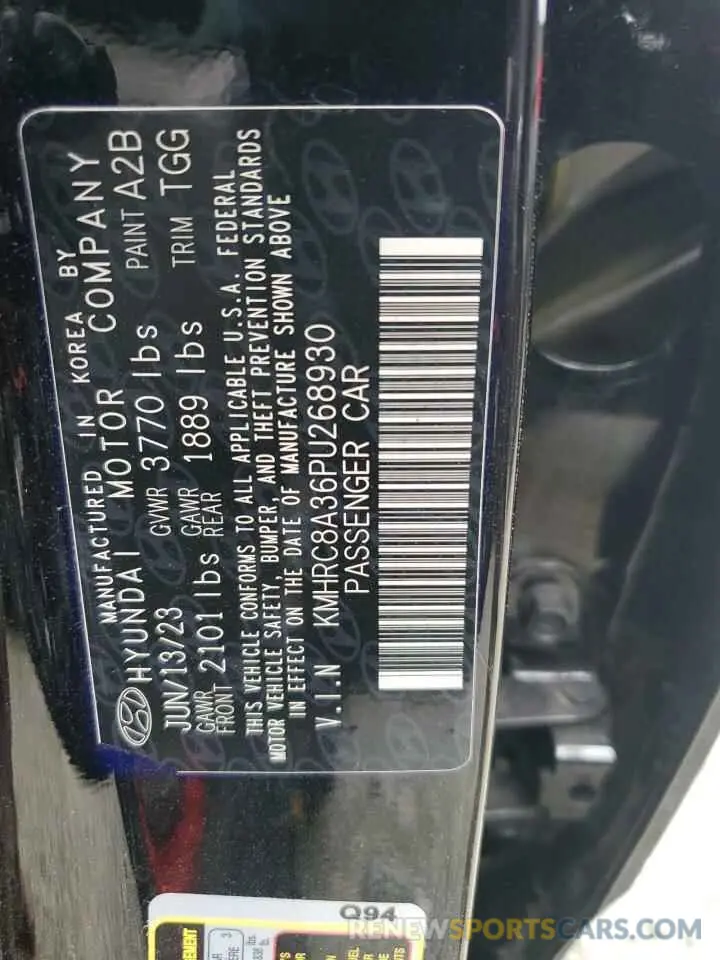 MANUFACTURED IN KOREA BY
HYUNDAI MOTOR COMPANY
JUN/13/23 GVWR 3770 lbs PAINT A2B
GAWR FRONT 2101 lbs GAWR REAR 1889 lbs TRIM TGG
THIS VEHICLE CONFORMS TO ALL APPLICABLE U.S.A. FEDERAL
MOTOR VEHICLE SAFETY, BUMPER, AND THEFT PREVENTION STANDARDS
IN EFFECT ON THE DATE OF MANUFACTURE SHOWN ABOVE
V.I.N KMHRC8A36PU268930
PASSENGER CAR
Q94
RENEWSPORTSCARS.COM